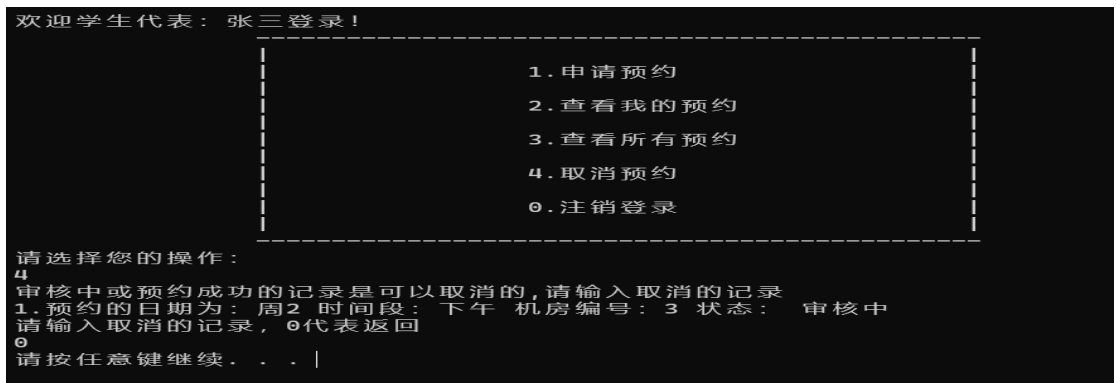 欢迎学生代表: 张三登录!
1.申请预约
2.查看我的预约
3.查看所有预约
4.取消预约
0.注销登录
请选择您的操作:
4
审核中或预约成功的记录是可以取消的,请输入取消的记录
1.预约的日期为: 周2 时间段: 下午 机房编号: 3 状态: 审核中
请输入取消的记录, 0代表返回
0
请按任意键继续. . .